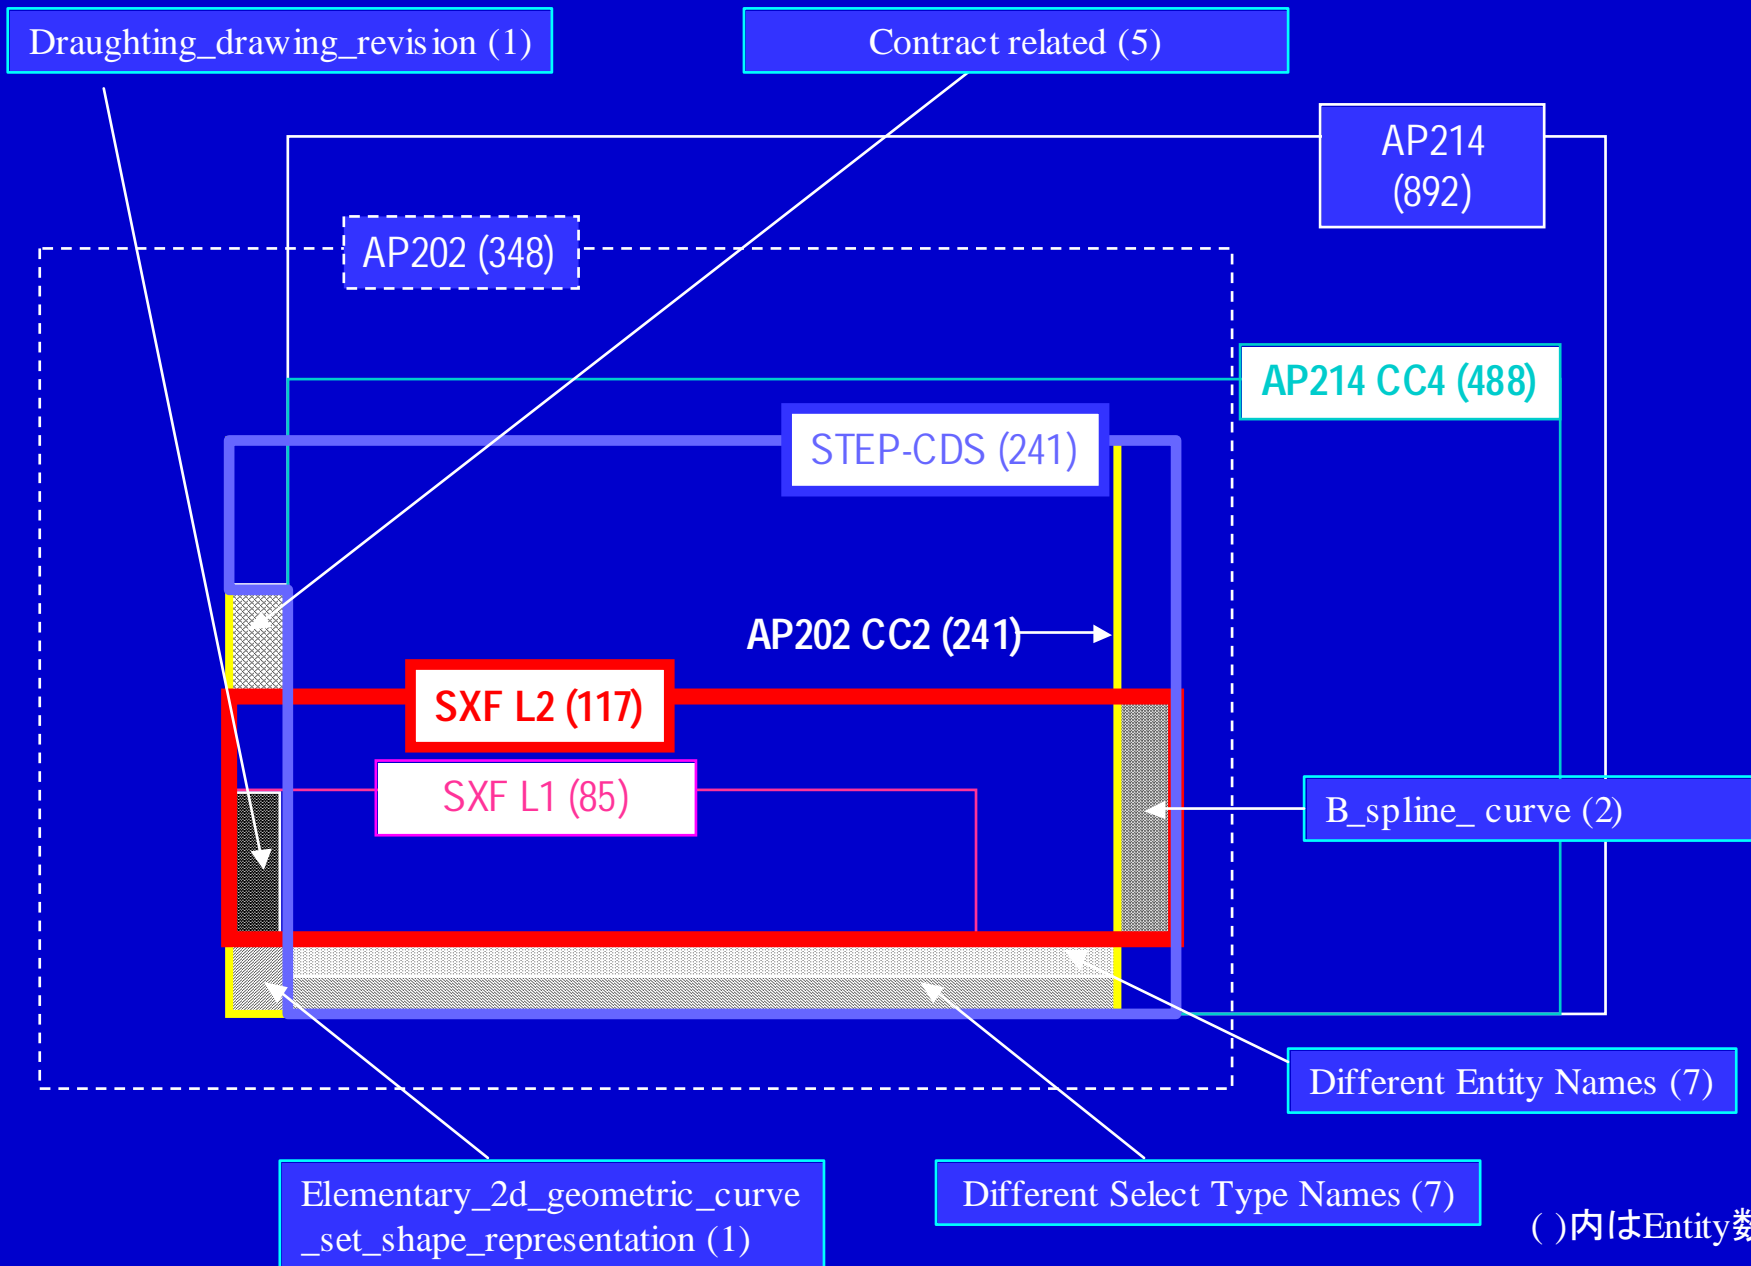 Draughting_drawing_revision (1)
Contract related (5)
AP214
(892)
AP202 (348)
AP214 CC4 (488)
STEP-CDS (241)
AP202 CC2 (241)
SXF L2 (117)
SXF L1 (85)
B_spline_ curve (2)
Different Entity Names (7)
Elementary_2d_geometric_curve
_set_shape_representation (1)
Different Select Type Names (7)
( )内はEntity数